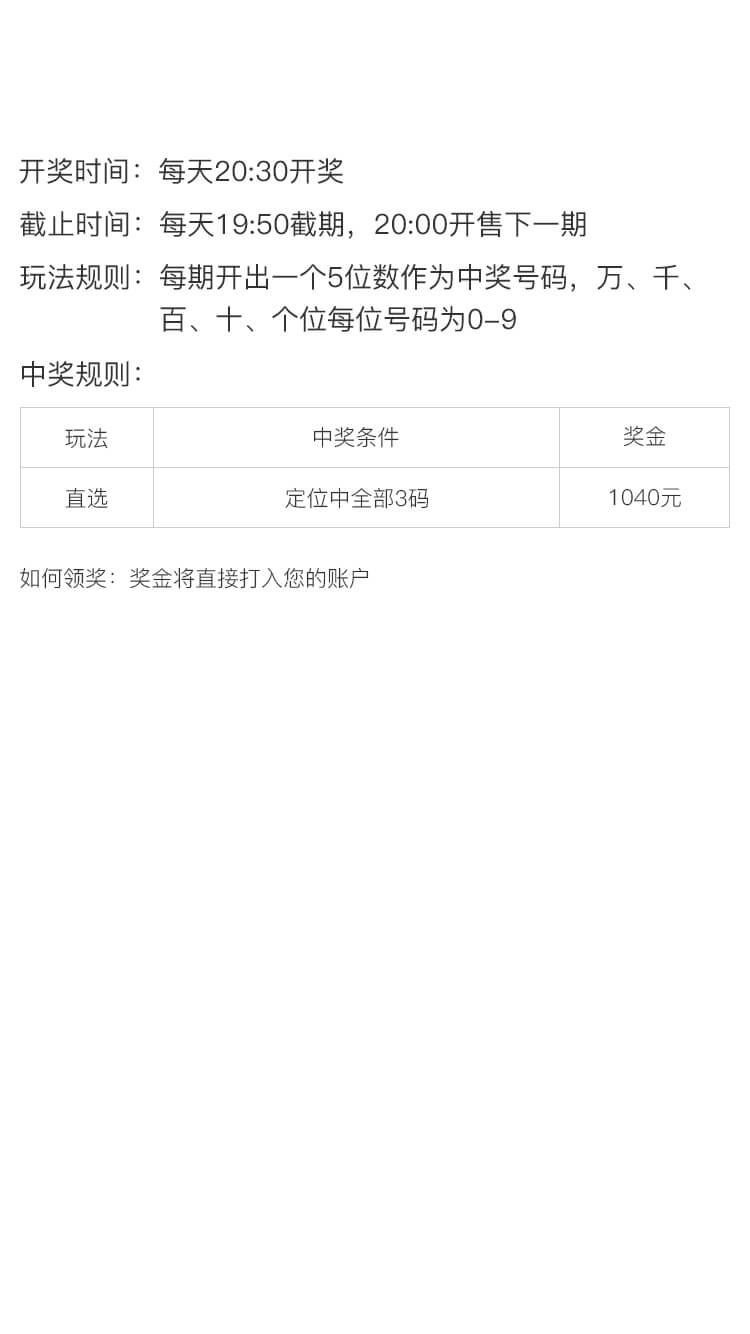 开奖时间：每天20:30开奖
截止时间：每天19:50截期，20:00开售下一期
玩法规则：每期开出一个5位数作为中奖号码，万、千、
百、十、个位每位号码为0–9
中奖规则：
玩法 中奖条件 奖金
直选 定位中全部3码 1040元
如何领奖：奖金将直接打入您的账户